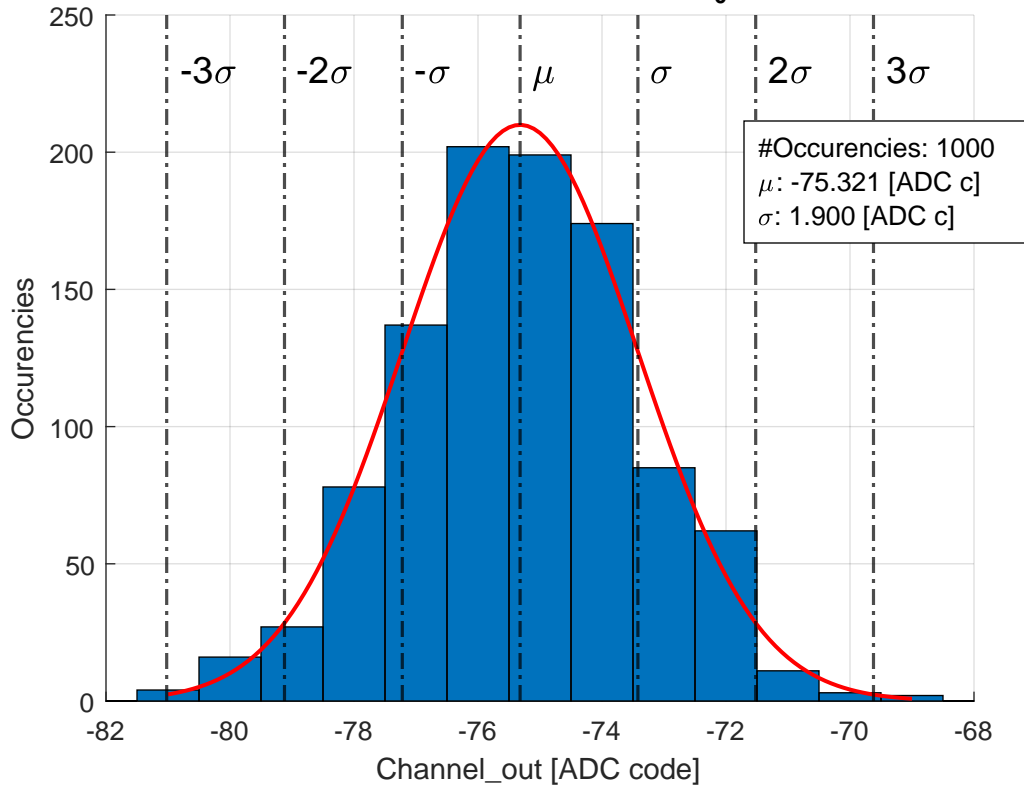 250
200
150
100
50
0
Occurencies
-3σ -2σ -σ μ σ 2σ 3σ
#Occurencies: 1000
μ: -75.321 [ADC c]
σ: 1.900 [ADC c]
-82 -80 -78 -76 -74 -72 -70 -68
Channel_out [ADC code]